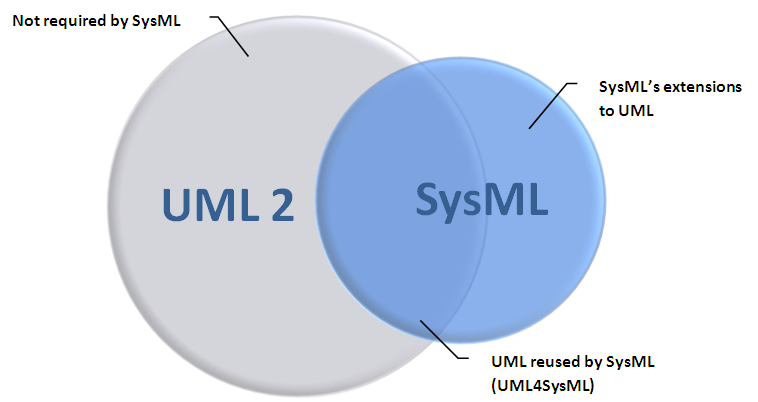 Not required by SysML
SysML’s extensions
to UML
UML 2
SysML
UML reused by SysML
(UML4SysML)